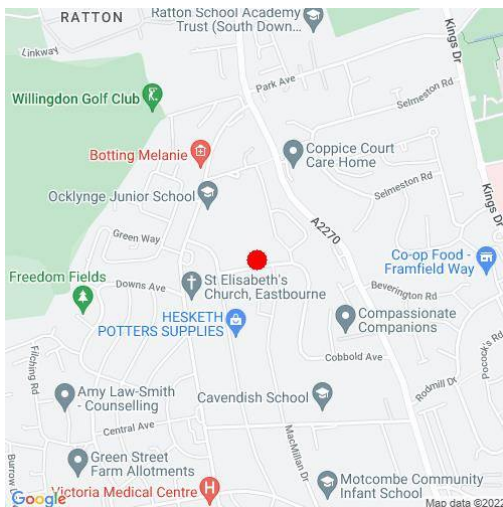 RATTON
Ratton School Academy
Trust (South Down...
Linkway
Kings Dr
Park Ave
Willingdon Golf Club
Selmeston Rd
Botting Melanie
Coppice Court
Care Home
Ocklynge Junior School
Selmeston Rd
Kings Dr
A2270
Green Way
Co-op Food -
Framfield Way
Freedom Fields
Downs Ave
St Elisabeth's
Church, Eastbourne
Beverington Rd
HESKETH
POTTERS SUPPLIES
Compassionate
Companions
Pocock's Rd
Cobbold Ave
Filching Rd
Amy Law-Smith
- Counselling
Cavendish School
Rodmill Dr
Central Ave
MacMillan Dr
Green Street
Farm Allotments
Burrow
Motcombe Community
Infant School
Victoria Medical Centre
Google
Map data ©2022